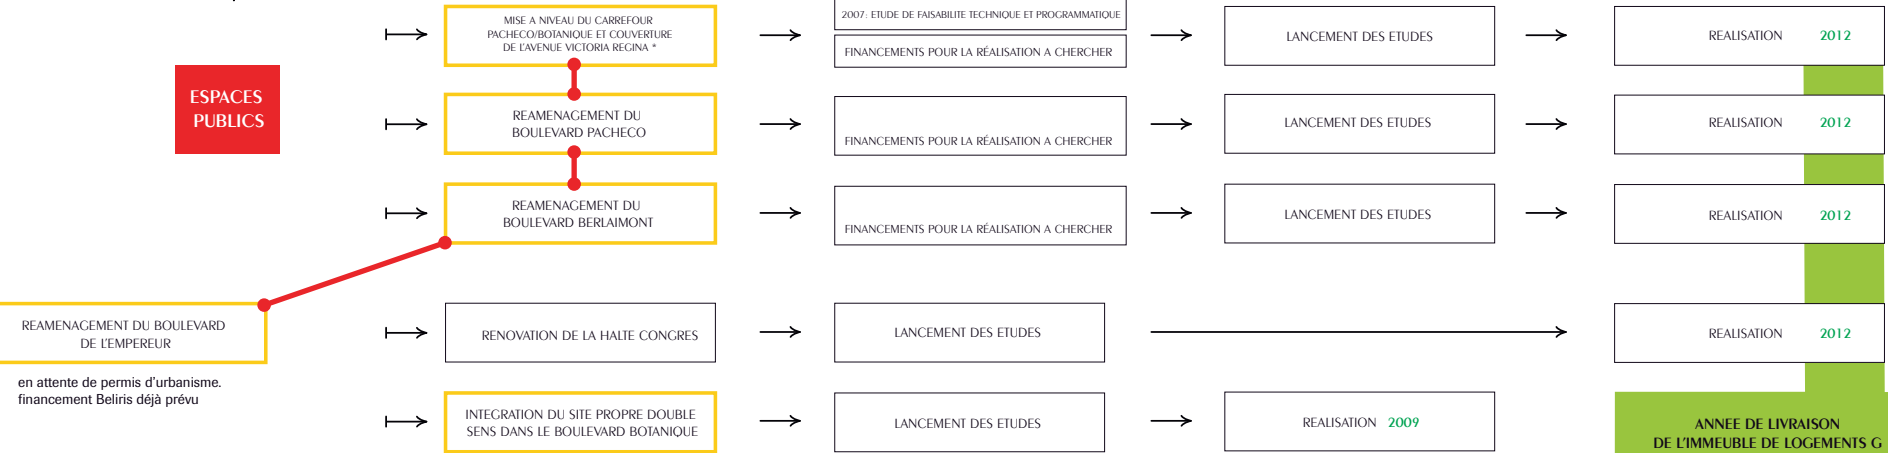 MISE A NIVEAU DU CARREFOUR
PACHECO/BOTANIQUE ET COUVERTURE
DE L'AVENUE VICTORIA REGINA *
2007: ETUDE DE FAISABILITE TECHNIQUE ET PROGRAMMATIQUE
FINANCEMENTS POUR LA RÉALISATION A CHERCHER
LANCEMENT DES ETUDES
REALISATION 2012
ESPACES
PUBLICS
REAMENAGEMENT DU
BOULEVARD PACHECO
FINANCEMENTS POUR LA RÉALISATION A CHERCHER
LANCEMENT DES ETUDES
REALISATION 2012
REAMENAGEMENT DU
BOULEVARD BERLAIMONT
FINANCEMENTS POUR LA RÉALISATION A CHERCHER
LANCEMENT DES ETUDES
REALISATION 2012
REAMENAGEMENT DU BOULEVARD
DE L'EMPEREUR
en attente de permis d'urbanisme.
financement Beliris déjà prévu
RENOVATION DE LA HALTE CONGRES
LANCEMENT DES ETUDES
REALISATION 2012
INTEGRATION DU SITE PROPRE DOUBLE
SENS DANS LE BOULEVARD BOTANIQUE
LANCEMENT DES ETUDES
REALISATION 2009
ANNEE DE LIVRAISON
DE L'IMMEUBLE DE LOGEMENTS G